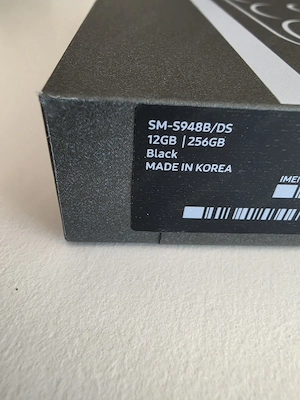 SM-S948B/DS
12GB | 256GB
Black
MADE IN KOREA
IMEI